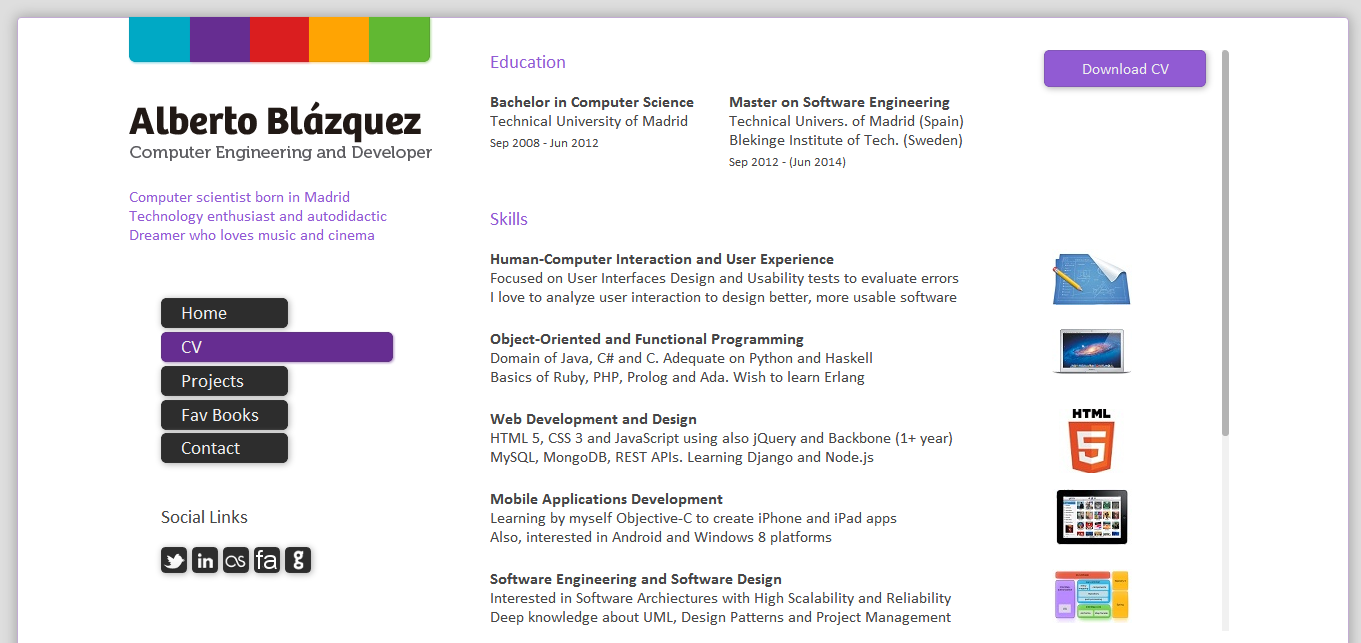 Alberto Blázquez
Computer Engineering and Developer
Computer scientist born in Madrid
Technology enthusiast and autodidactic
Dreamer who loves music and cinema
Home
CV
Projects
Fav Books
Contact
Social Links
in
fa
g
Education
Download CV
Bachelor in Computer Science
Technical University of Madrid
Sep 2008 - Jun 2012
Master on Software Engineering
Technical Univers. of Madrid (Spain)
Blekinge Institute of Tech. (Sweden)
Sep 2012 - (Jun 2014)
Skills
Human-Computer Interaction and User Experience
Focused on User Interfaces Design and Usability tests to evaluate errors
I love to analyze user interaction to design better, more usable software
Object-Oriented and Functional Programming
Domain of Java, C# and C. Adequate on Python and Haskell
Basics of Ruby, PHP, Prolog and Ada. Wish to learn Erlang
Web Development and Design
HTML 5, CSS 3 and JavaScript using also jQuery and Backbone (1+ year)
MySQL, MongoDB, REST APIs. Learning Django and Node.js
HTML
5
Mobile Applications Development
Learning by myself Objective-C to create iPhone and iPad apps
Also, interested in Android and Windows 8 platforms
Software Engineering and Software Design
Interested in Software Archiectures with High Scalability and Reliability
Deep knowledge about UML, Design Patterns and Project Management